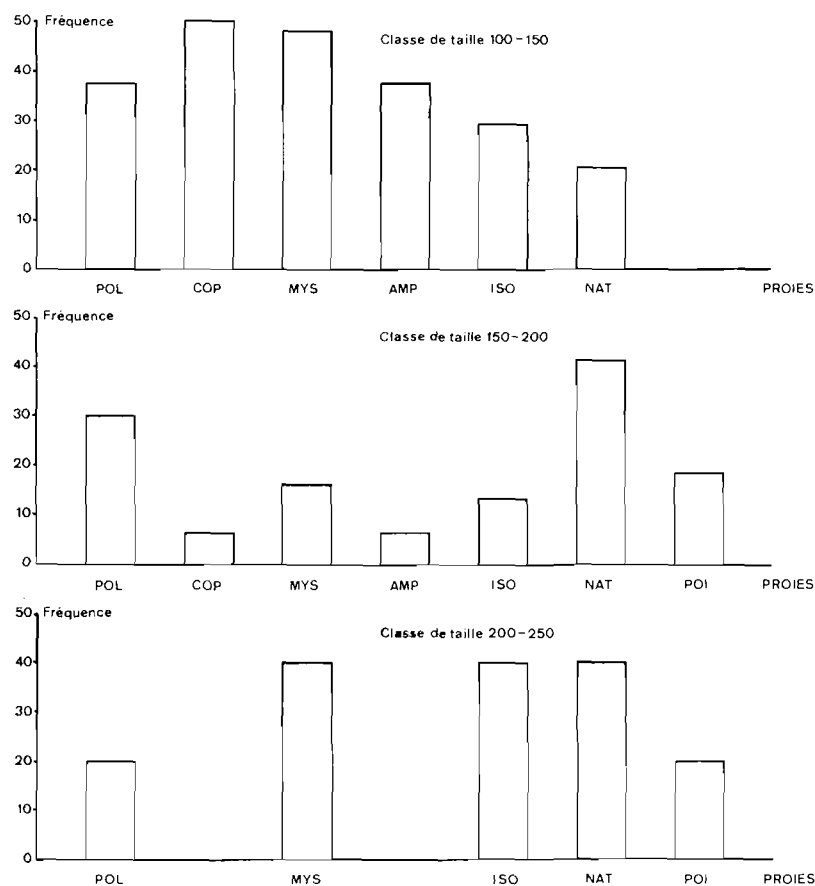 50 Fréquence
Classe de taille 100-150
40
30
20
10
0
POL COP MYS AMP ISO NAT PROIES
50 Fréquence
Classe de taille 150-200
40
30
20
10
0
POL COP MYS AMP ISO NAT POI PROIES
50 Fréquence
Classe de taille 200-250
40
30
20
10
0
POL MYS ISO NAT POI PROIES